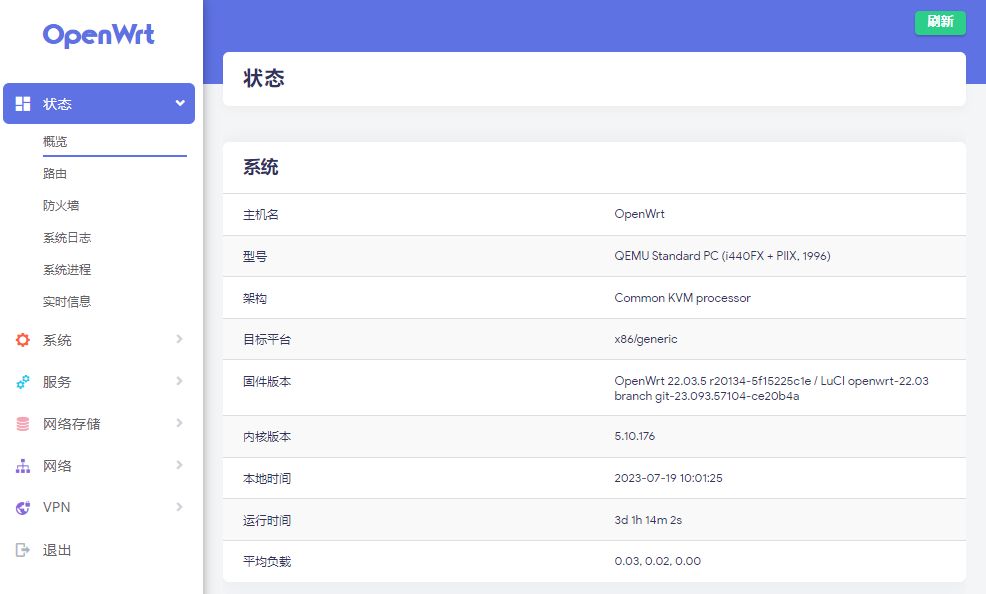 OpenWrt
状态
概览
路由
防火墙
系统日志
系统进程
实时信息
系统
服务
网络存储
网络
VPN
退出
刷新
状态
系统
主机名 OpenWrt
型号 QEMU Standard PC (i440FX + PIIX, 1996)
架构 Common KVM processor
目标平台 x86/generic
固件版本 OpenWrt 22.03.5 r20134-5f15225c1e / LuCI openwrt-22.03
branch git-23.093.57104-ce20b4a
内核版本 5.10.176
本地时间 2023-07-19 10:01:25
运行时间 3d 1h 14m 2s
平均负载 0.03, 0.02, 0.00